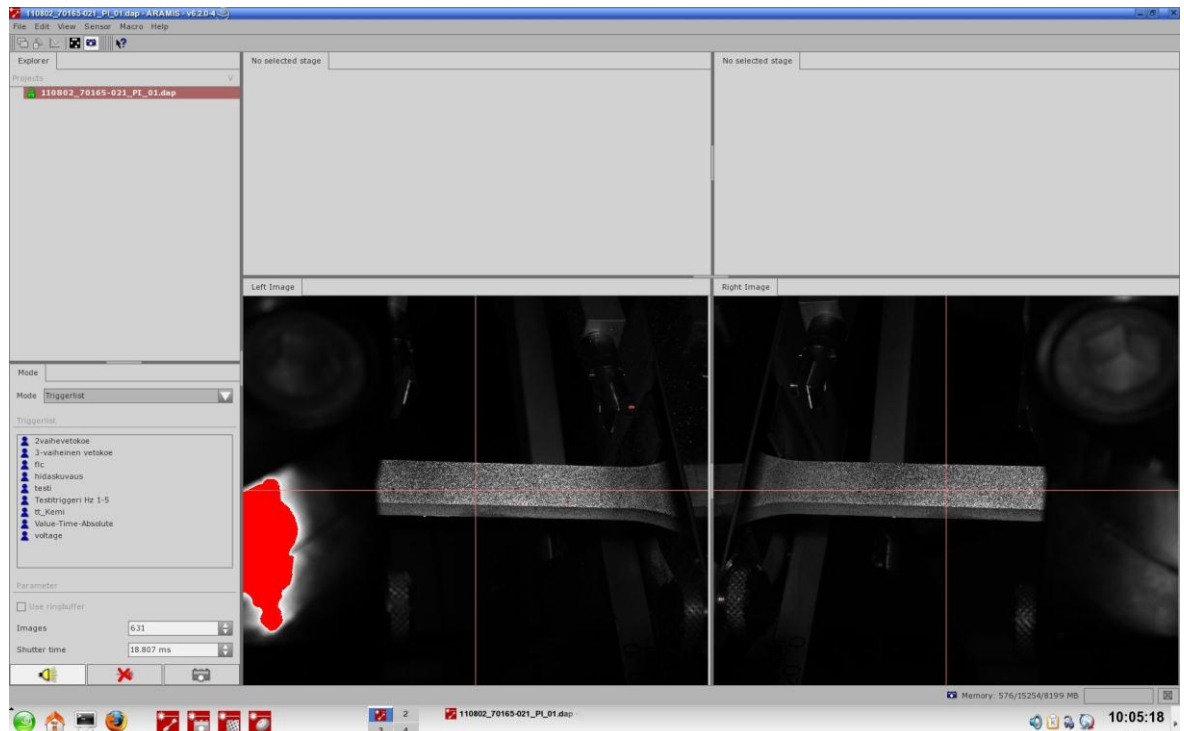 110802_70165-021_PI_01.dap - ARAMIS - v6.2.0-4
File Edit View Sensor Macro Help
Explorer
Projects V
110802_70165-021_PI_01.dap
No selected stage
No selected stage
Left Image
Right Image
Mode
Mode Triggerlist
Triggerlist
2vaihevetokoe
3-vaiheinen vetokoe
flc
hidaskuvaus
testi
Testitriggeri Hz 1-5
tt_Kemi
Value-Time-Absolute
voltage
Parameter
Use ringbuffer
Images 631
Shutter time 18.807 ms
Memory: 576/15254/8199 MB
2
110802_70165-021_PI_01.dap
3 4
10:05:18